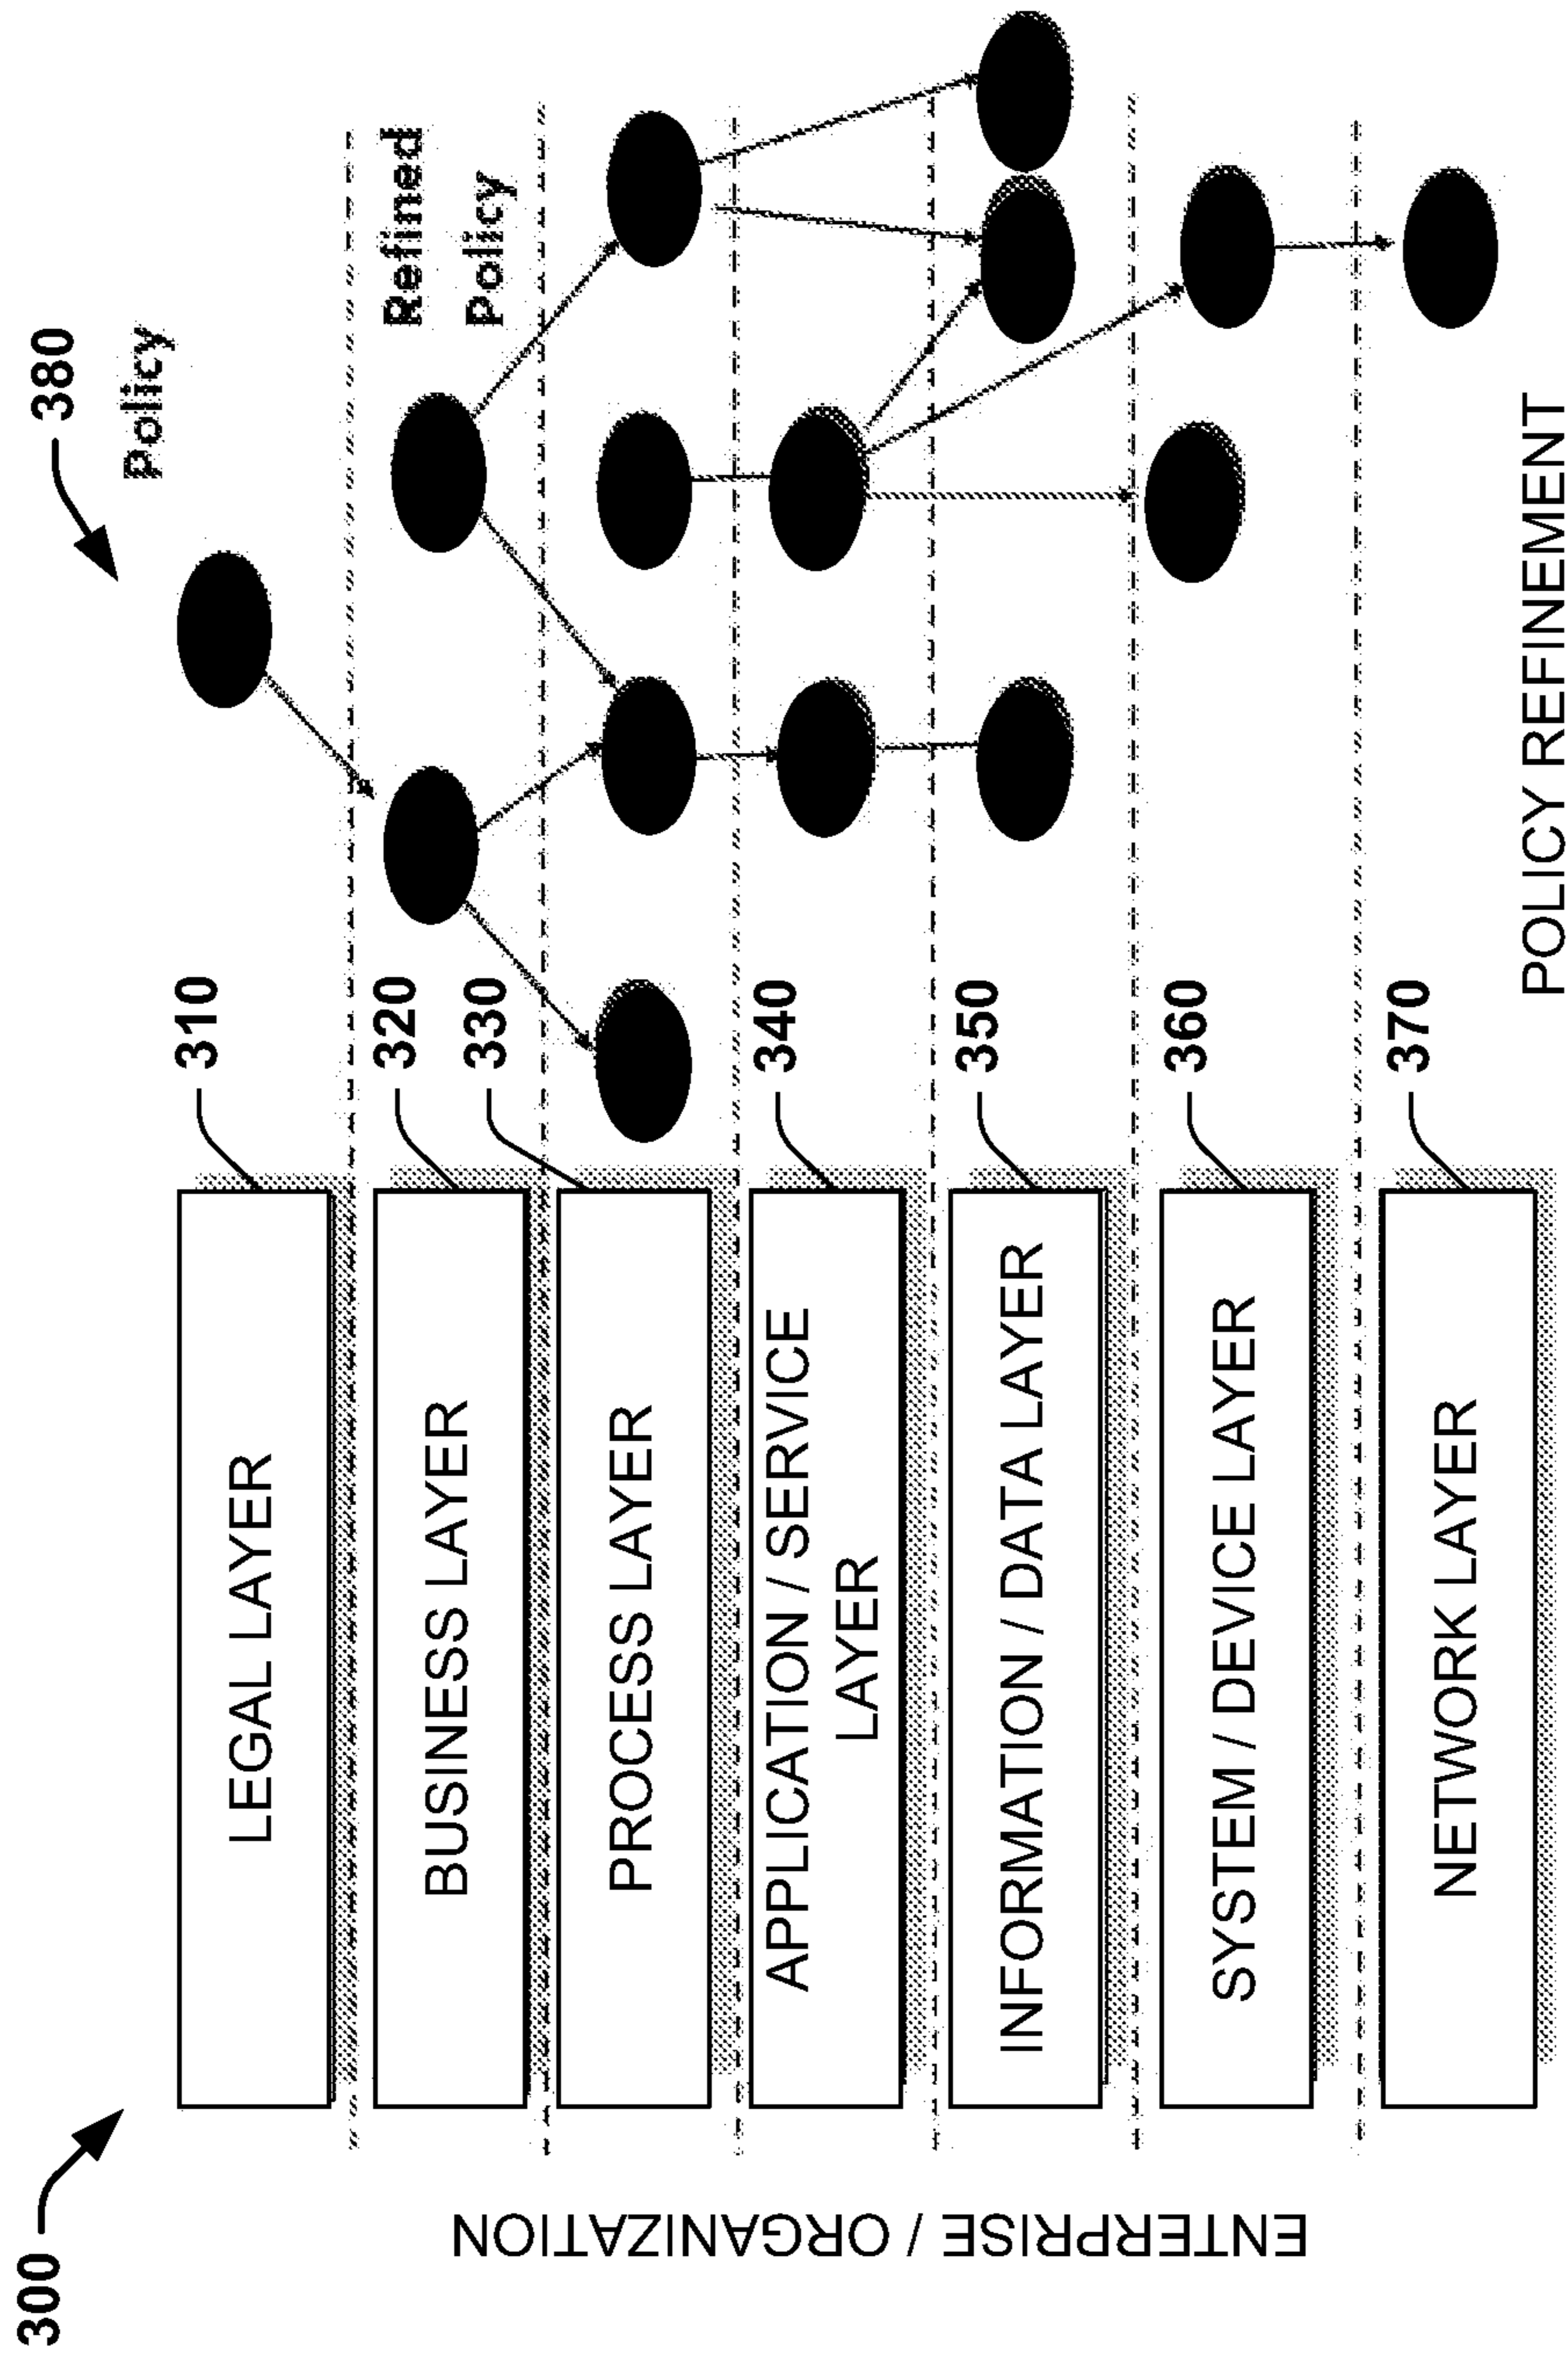 300
380
Policy
310
LEGAL LAYER
320
BUSINESS LAYER
Refined
Policy
330
PROCESS LAYER
340
APPLICATION / SERVICE
LAYER
350
INFORMATION / DATA LAYER
360
SYSTEM / DEVICE LAYER
370
NETWORK LAYER
ENTERPRISE / ORGANIZATION
POLICY REFINEMENT